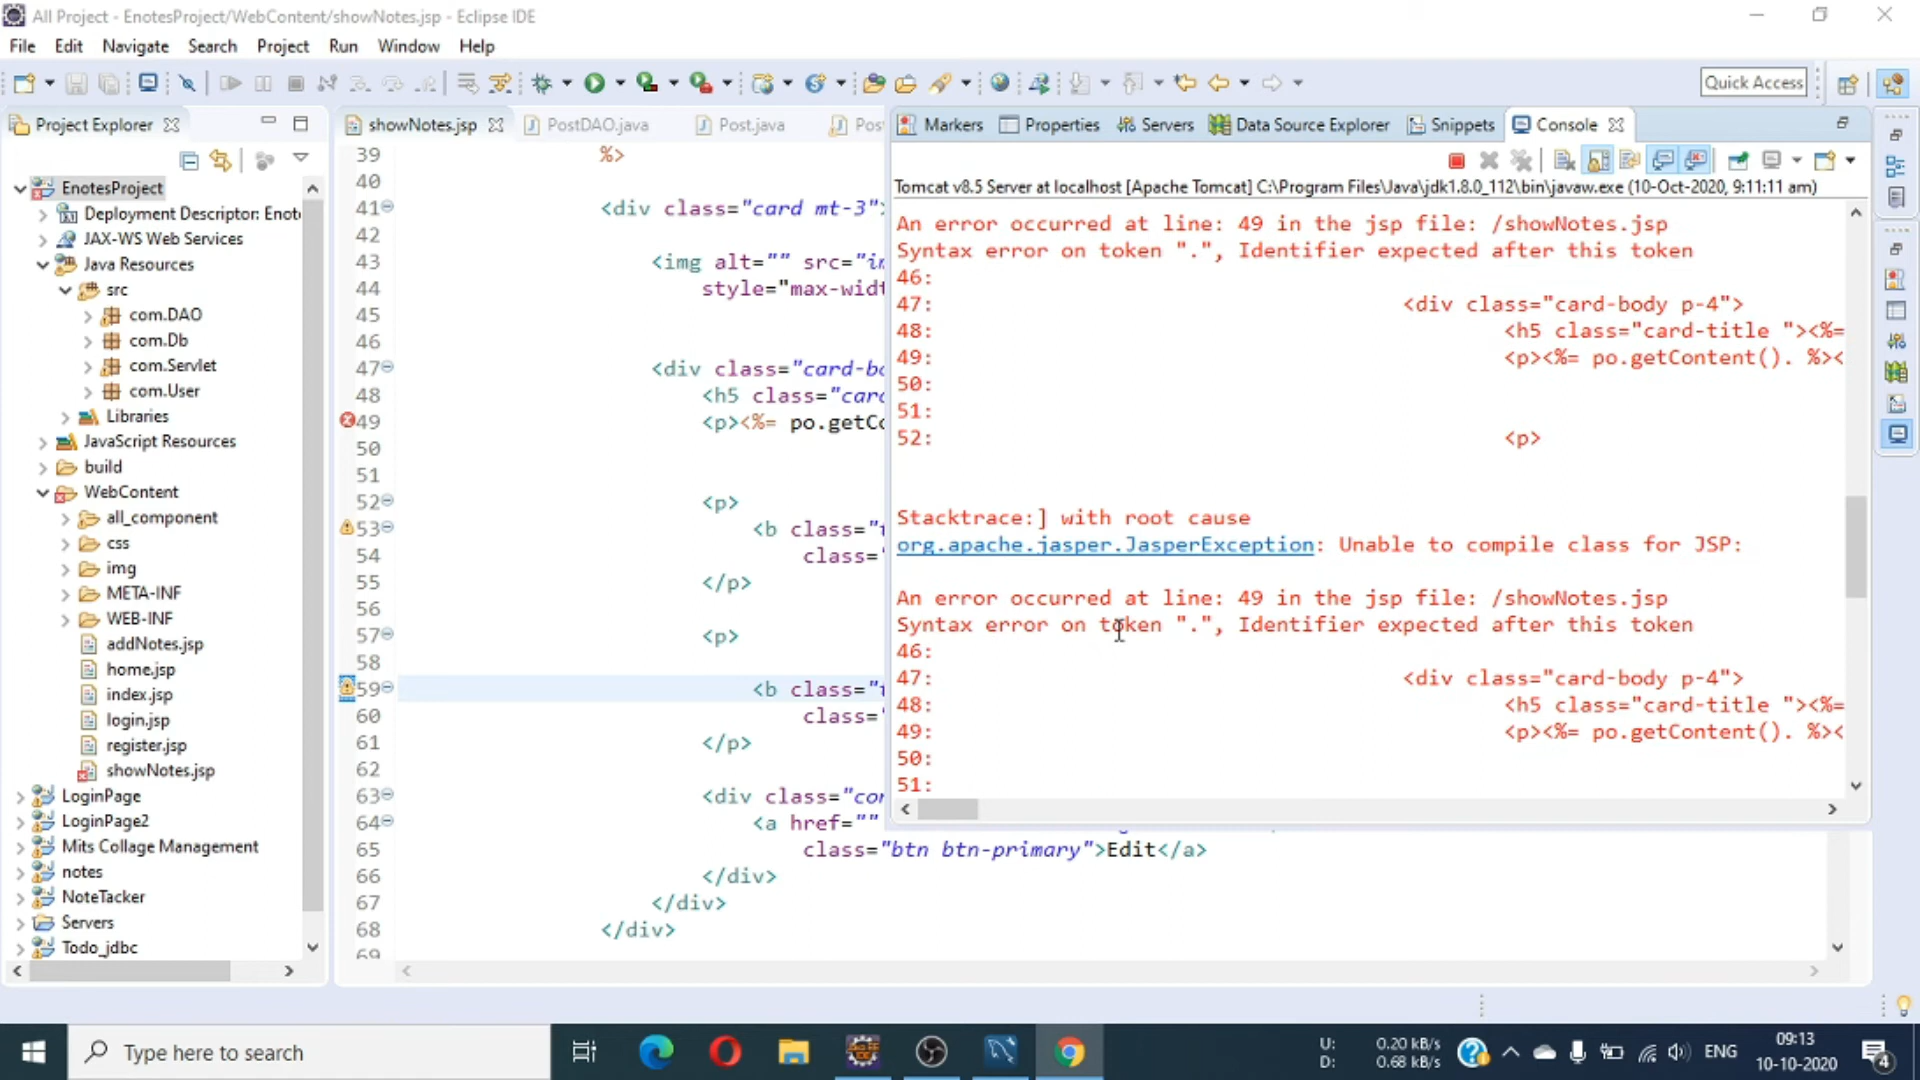 All Project - EnotesProject/WebContent/showNotes.jsp - Eclipse IDE
File Edit Navigate Search Project Run Window Help
Quick Access
Project Explorer
EnotesProject
Deployment Descriptor: Enot
JAX-WS Web Services
Java Resources
src
com.DAO
com.Db
com.Servlet
com.User
Libraries
JavaScript Resources
build
WebContent
all_component
css
img
META-INF
WEB-INF
addNotes.jsp
home.jsp
index.jsp
login.jsp
register.jsp
showNotes.jsp
LoginPage
LoginPage2
Mits Collage Management
notes
NoteTacker
Servers
Todo_jdbc
showNotes.jsp PostDAO.java Post.java Pos
39 %>
40
41 <div class="card mt-3"
42
43 <img alt="" src="in
44 style="max-widt
45
46
47 <div class="card-bo
48 <h5 class="card
49 <p><%= po.getCo
50
51
52 <p>
53 <b class="t
54 class="
55 </p>
56
57 <p>
58
59 <b class="t
60 class="
61 </p>
62
63 <div class="con
64 <a href=""
65 class="btn btn-primary">Edit</a>
66 </div>
67 </div>
68 </div>
69
Markers Properties Servers Data Source Explorer Snippets Console
Tomcat v8.5 Server at localhost [Apache Tomcat] C:\Program Files\Java\jdk1.8.0_112\bin\javaw.exe (10-Oct-2020, 9:11:11 am)
An error occurred at line: 49 in the jsp file: /showNotes.jsp
Syntax error on token ".", Identifier expected after this token
46:
47: <div class="card-body p-4">
48: <h5 class="card-title "><%=
49: <p><%= po.getContent(). %><
50:
51:
52: <p>
Stacktrace:] with root cause
org.apache.jasper.JasperException: Unable to compile class for JSP:
An error occurred at line: 49 in the jsp file: /showNotes.jsp
Syntax error on token ".", Identifier expected after this token
46:
47: <div class="card-body p-4">
48: <h5 class="card-title "><%=
49: <p><%= po.getContent(). %><
50:
51:
Type here to search
U: 0.20 kB/s
D: 0.68 kB/s
ENG
09:13
10-10-2020
4